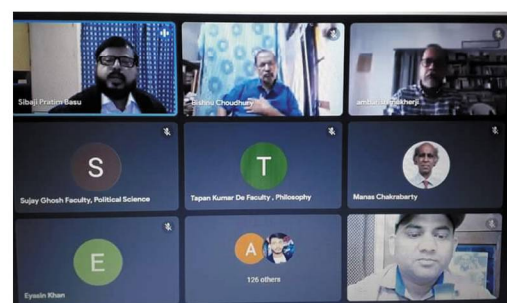 Sibaji Pratim Basu
Bishnu Choudhury
S
Sujay Ghosh Faculty, Political Science
T
Tapan Kumar De Faculty , Philosophy
Manas Chakraberty
E
Eyasin Khan
A
126 others